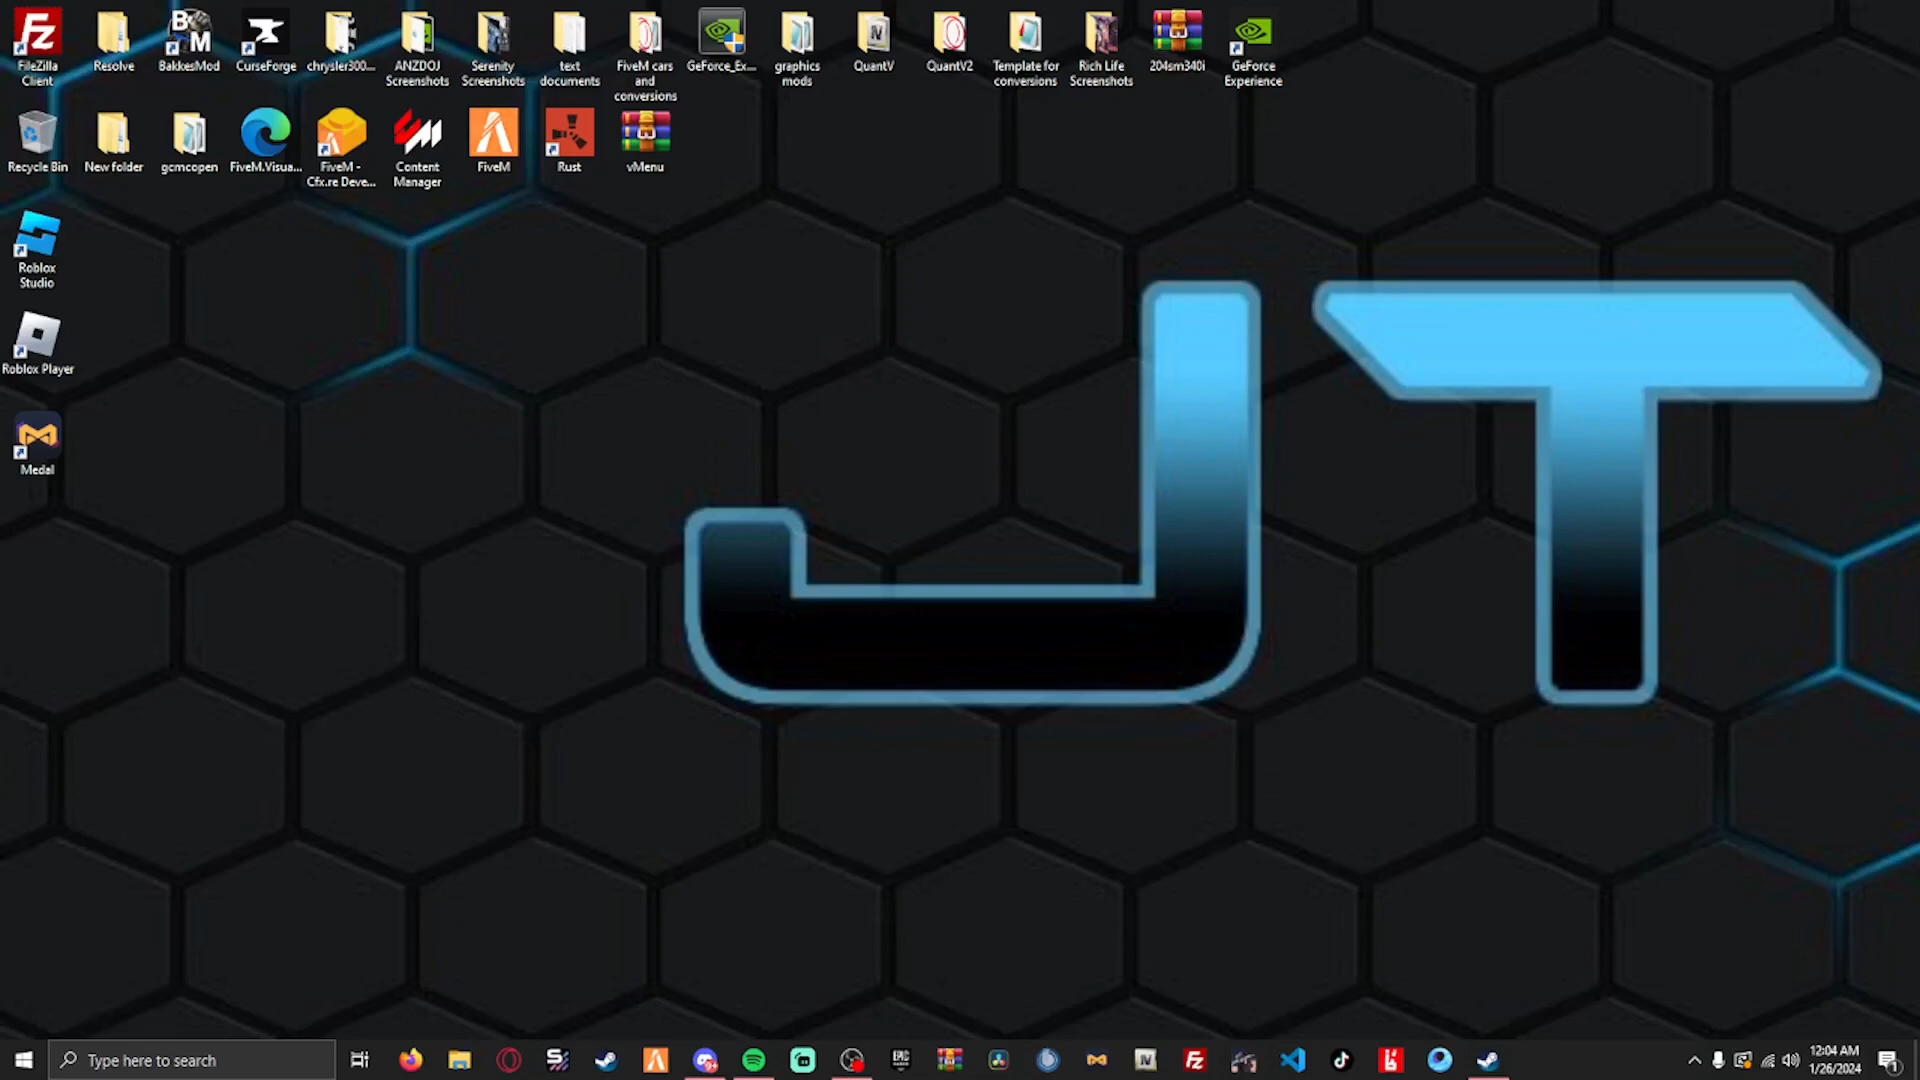 FileZilla
Client
Resolve
BakkesMod
CurseForge
chrysler300...
ANZDOJ
Screenshots
Serenity
Screenshots
text
documents
FiveM cars
and
conversions
GeForce_Ex...
graphics
mods
QuantV
QuantV2
Template for
conversions
Rich Life
Screenshots
204sm340i
GeForce
Experience
Recycle Bin
New folder
gcmcopen
FiveM.Visua...
FiveM -
Cfx.re Deve...
Content
Manager
FiveM
Rust
vMenu
Roblox
Studio
Roblox Player
Medal
JT
Type here to search
EPIC
12:04 AM
1/26/2024